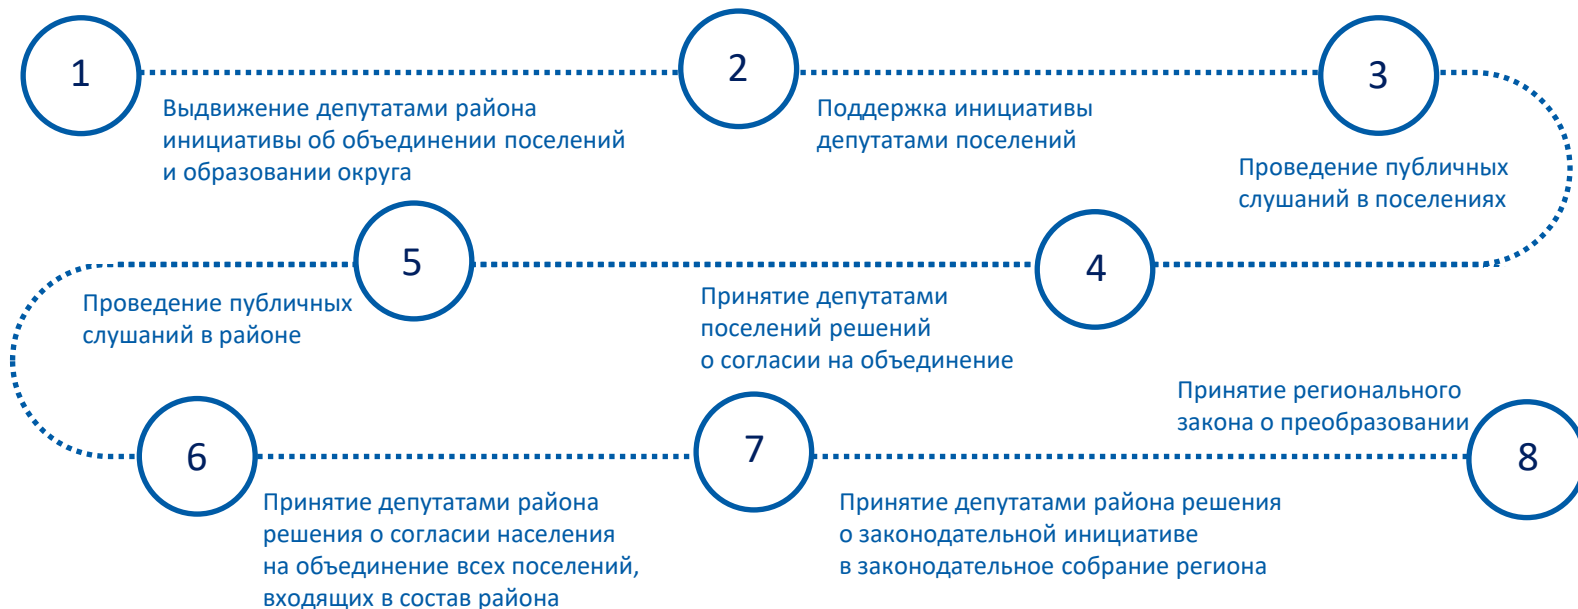 1
Выдвижение депутатами района
инициативы об объединении поселений
и образовании округа
2
Поддержка инициативы
депутатами поселений
3
Проведение публичных
слушаний в поселениях
4
Принятие депутатами
поселений решений
о согласии на объединение
5
Проведение публичных
слушаний в районе
6
Принятие депутатами района
решения о согласии населения
на объединение всех поселений,
входящих в состав района
7
Принятие депутатами района решения
о законодательной инициативе
в законодательное собрание региона
8
Принятие регионального
закона о преобразовании